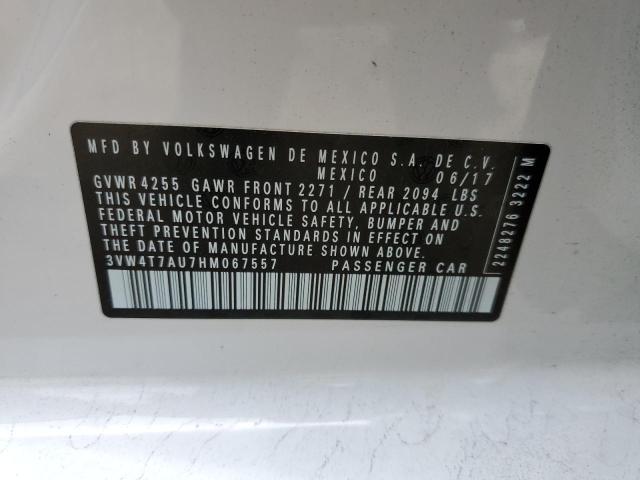 MFD BY VOLKSWAGEN DE MEXICO S.A. DE C.V.
MEXICO 06/17
GVWR 4255 GAWR FRONT 2271 / REAR 2094 LBS
THIS VEHICLE CONFORMS TO ALL APPLICABLE U.S.
FEDERAL MOTOR VEHICLE SAFETY, BUMPER AND
THEFT PREVENTION STANDARDS IN EFFECT ON
THE DATE OF MANUFACTURE SHOWN ABOVE.
3VW4T7AU7HM067557 PASSENGER CAR
2248276 3222 M